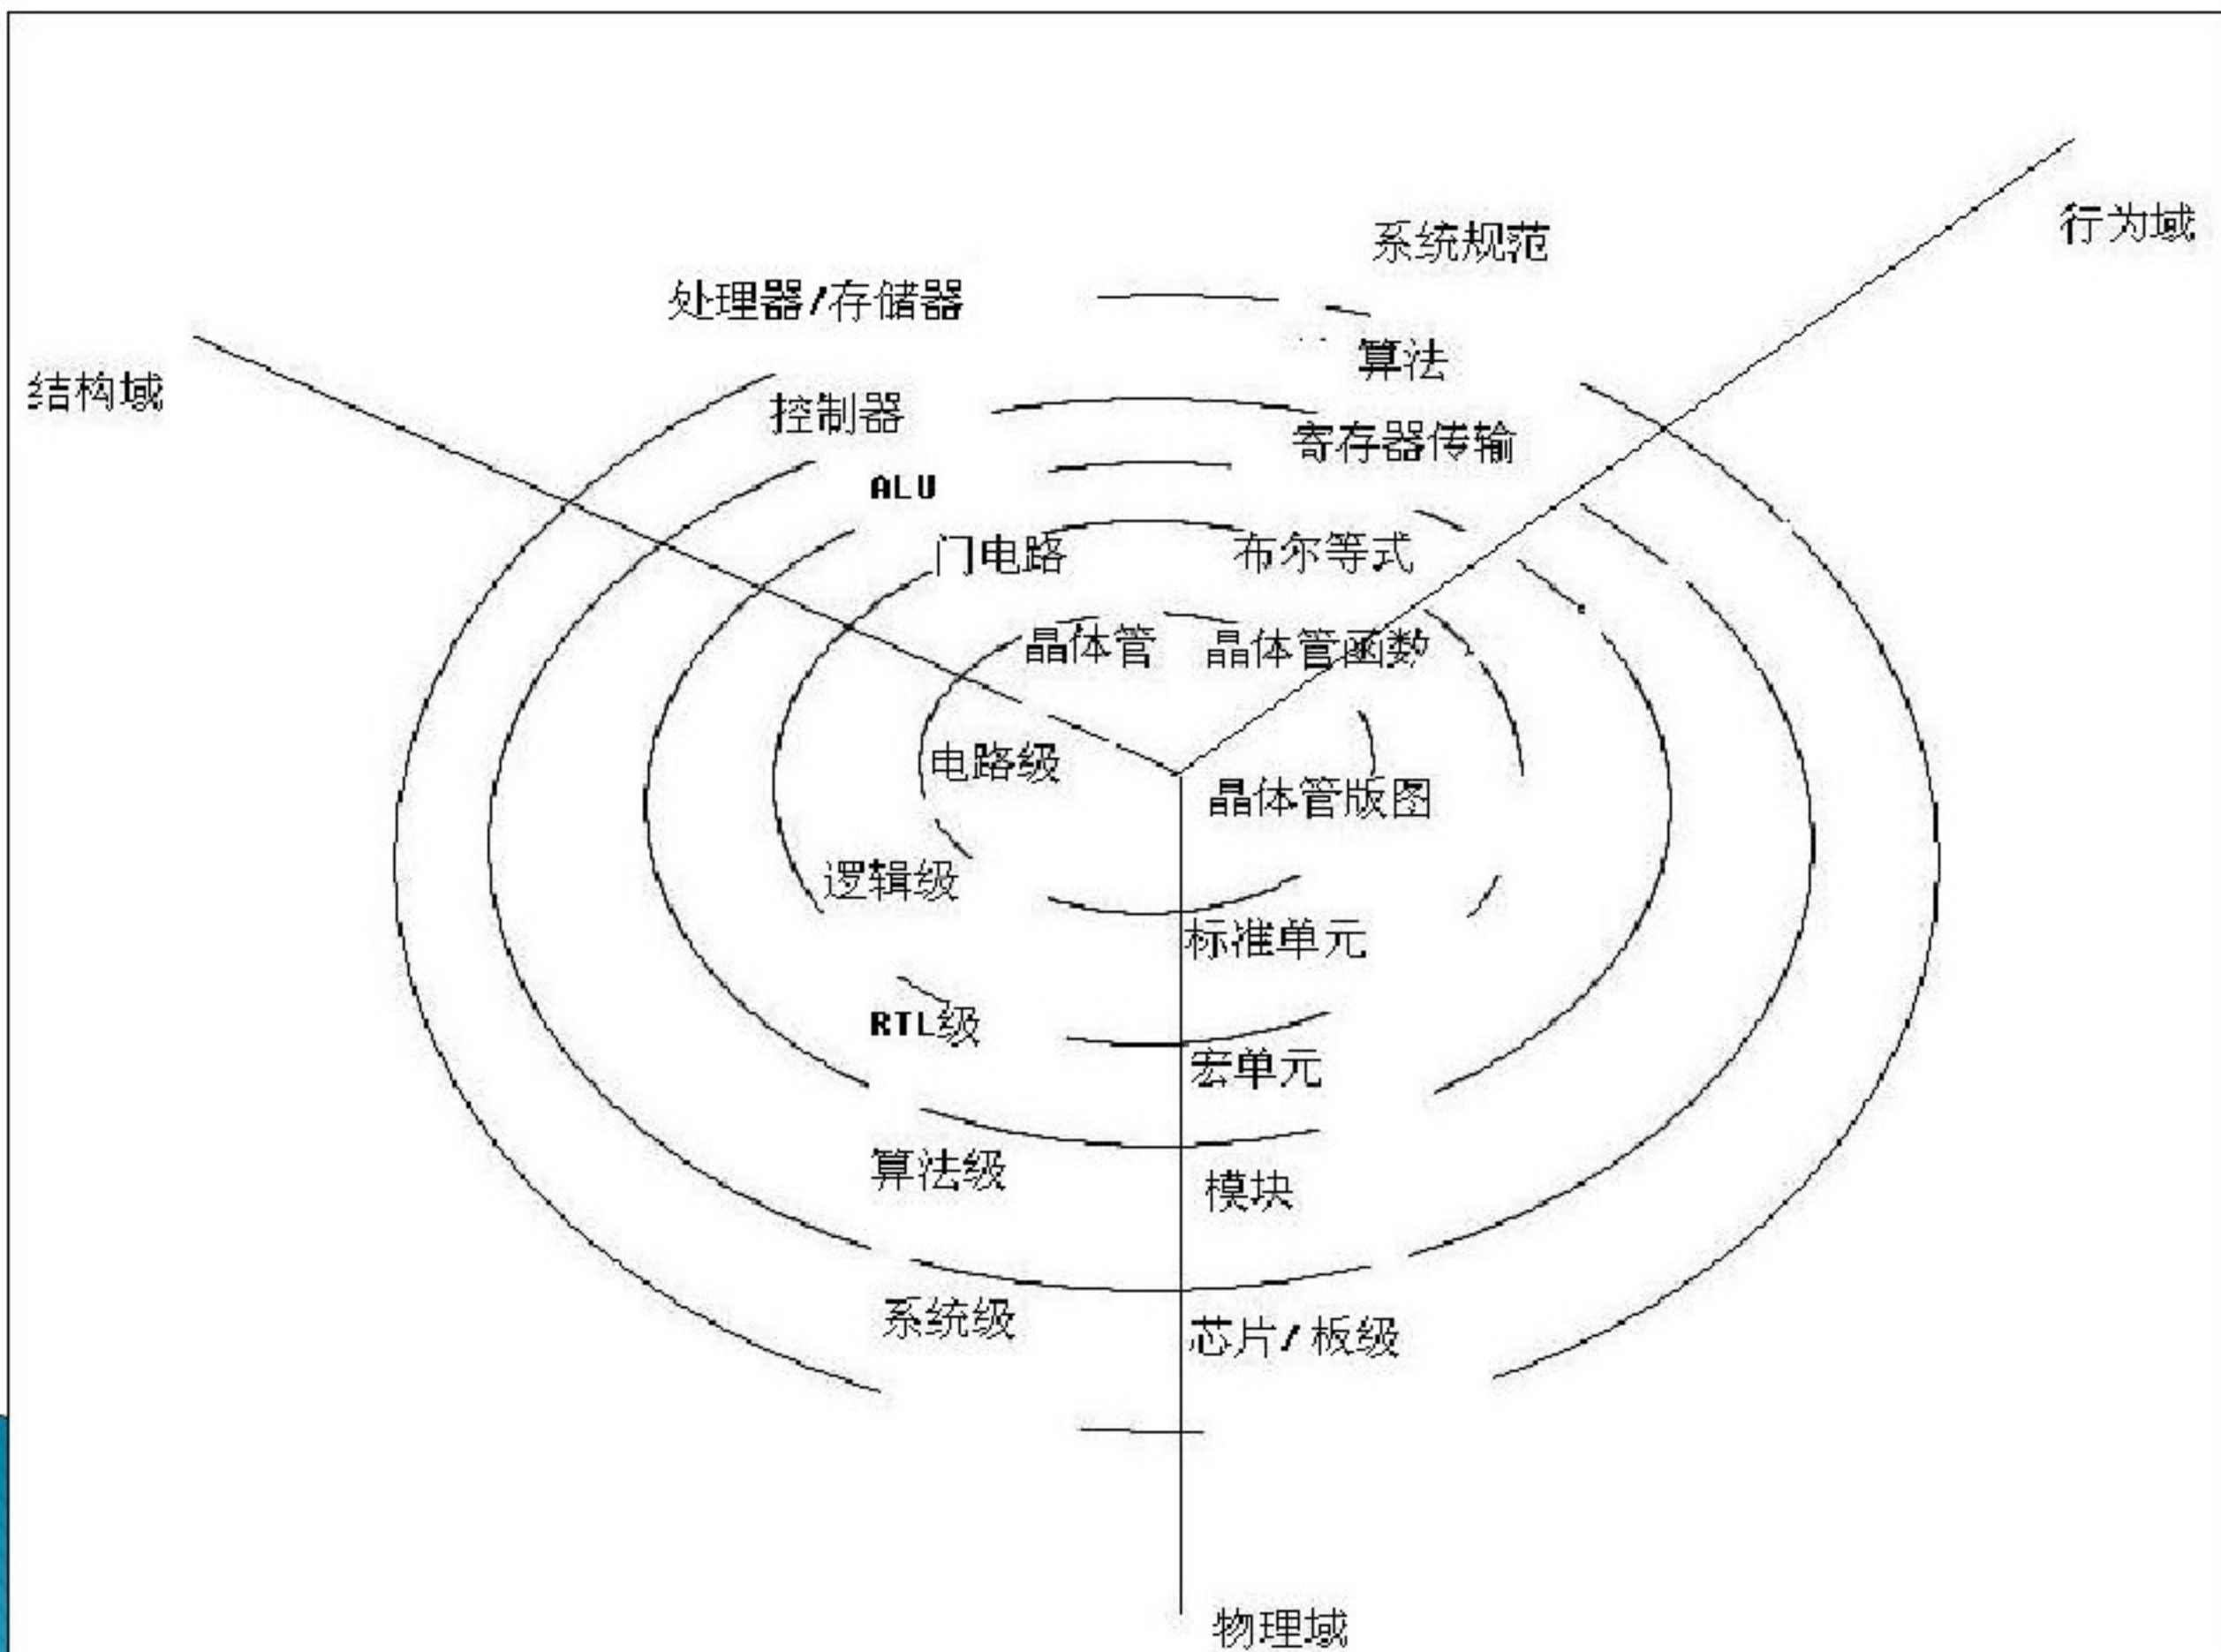 行为域
系统规范
处理器/存储器
算法
结构域
控制器
寄存器传输
ALU
门电路
布尔等式
晶体管
晶体管函数
电路级
晶体管版图
逻辑级
标准单元
RTL级
宏单元
算法级
模块
系统级
芯片/板级
物理域